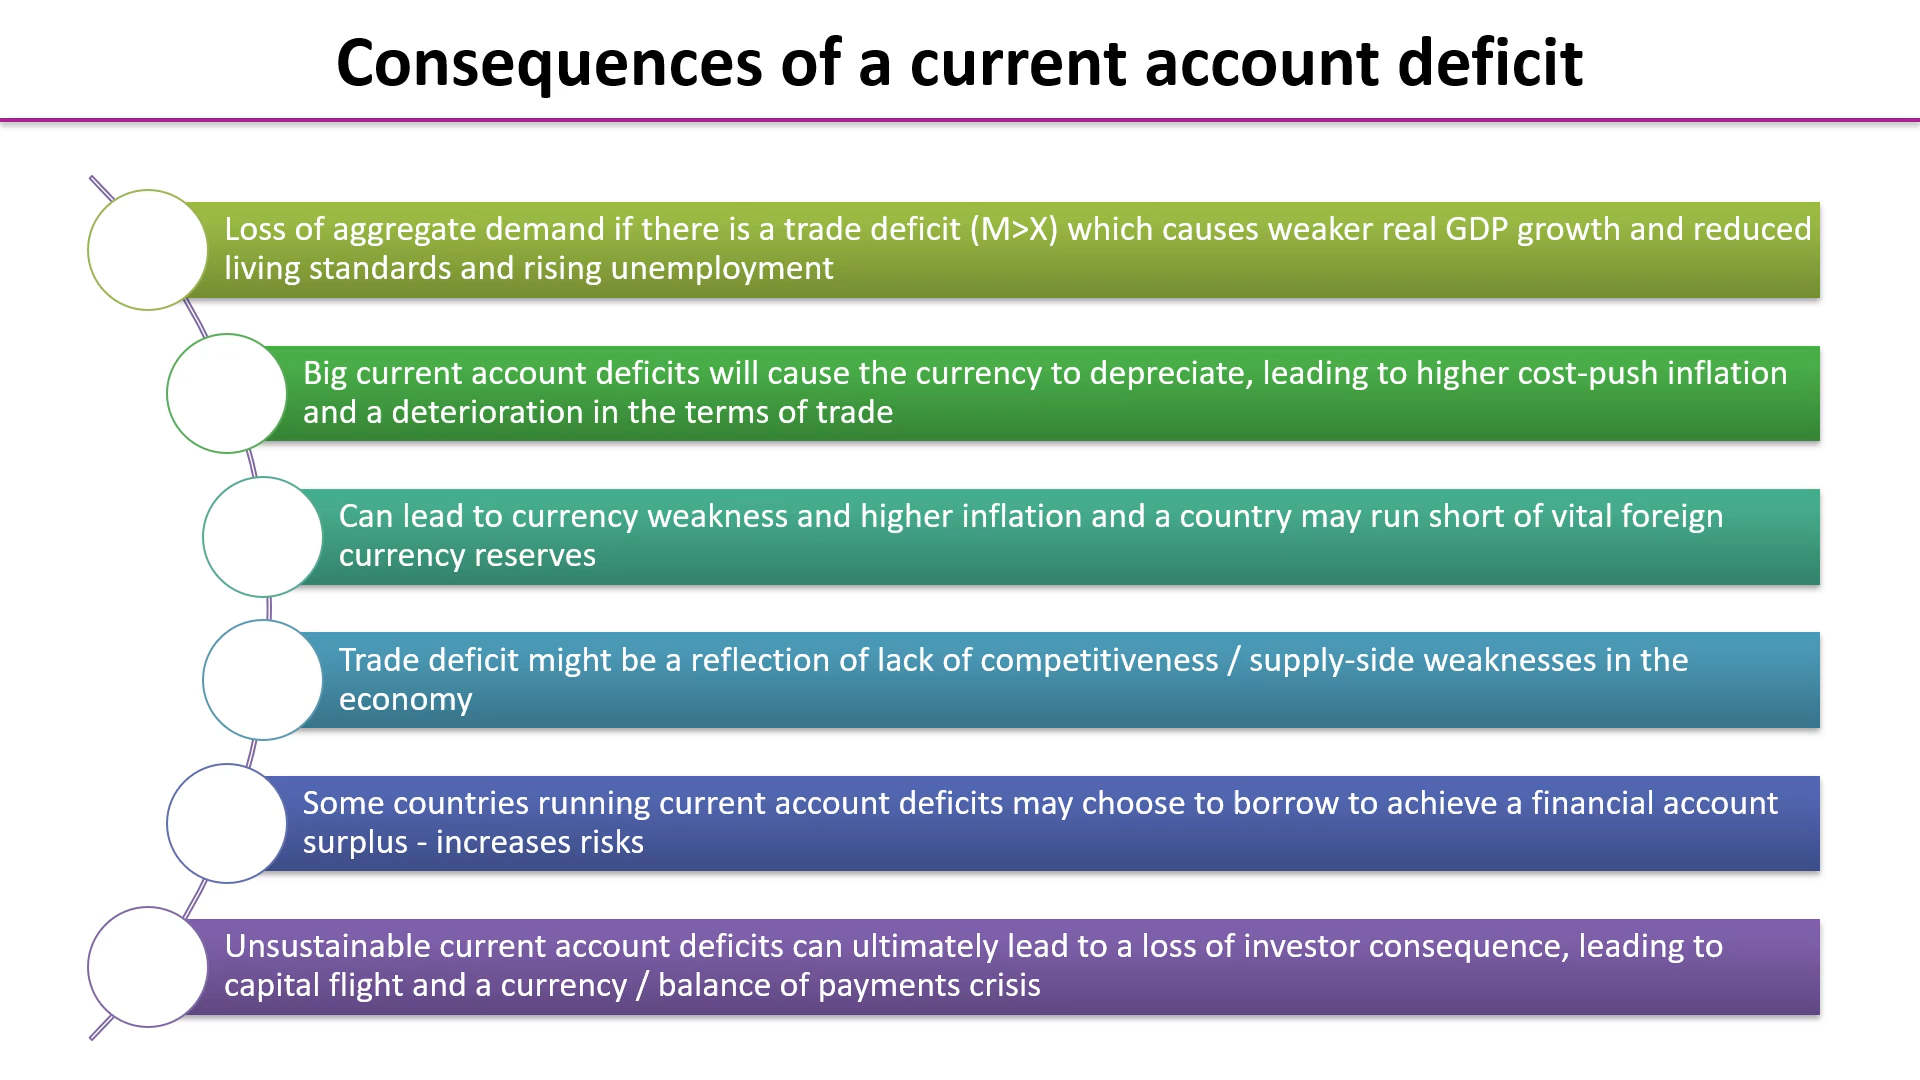 Consequences of a current account deficit
Loss of aggregate demand if there is a trade deficit (M>X) which causes weaker real GDP growth and reduced
living standards and rising unemployment
Big current account deficits will cause the currency to depreciate, leading to higher cost-push inflation
and a deterioration in the terms of trade
Can lead to currency weakness and higher inflation and a country may run short of vital foreign
currency reserves
Trade deficit might be a reflection of lack of competitiveness / supply-side weaknesses in the
economy
Some countries running current account deficits may choose to borrow to achieve a financial account
surplus - increases risks
Unsustainable current account deficits can ultimately lead to a loss of investor consequence, leading to
capital flight and a currency / balance of payments crisis